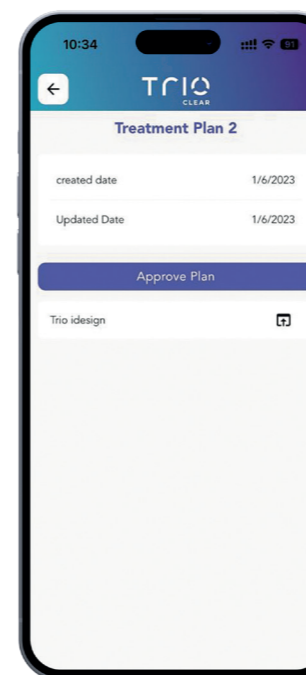 10:34
91
TRIO
CLEAR
Treatment Plan 2
created date 1/6/2023
Updated Date 1/6/2023
Approve Plan
Trio idesign